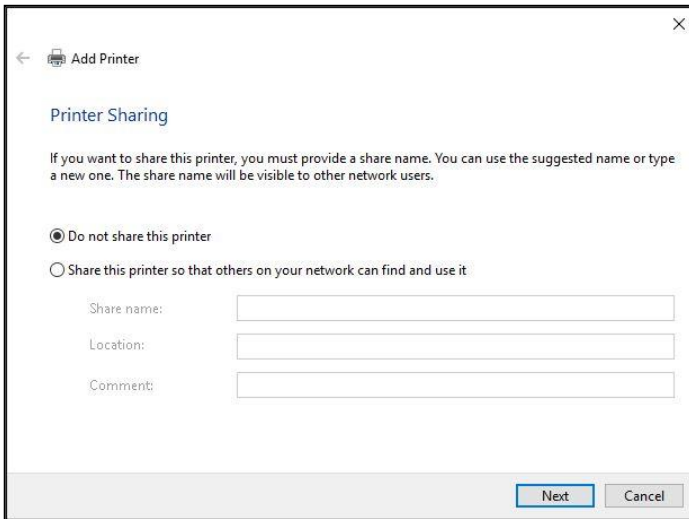 Add Printer
Printer Sharing
If you want to share this printer, you must provide a share name. You can use the suggested name or type
a new one. The share name will be visible to other network users.
Do not share this printer
Share this printer so that others on your network can find and use it
Share name:
Location:
Comment:
Next Cancel